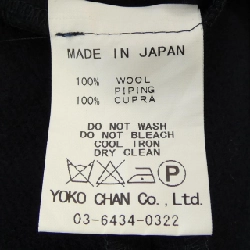 MADE IN JAPAN
100% WOOL
PIPING
100% CUPRA
DO NOT WASH
DO NOT BLEACH
COOL IRON
DRY CLEAN
P
YOKO CHAN Co., Ltd.
03-6434-0322